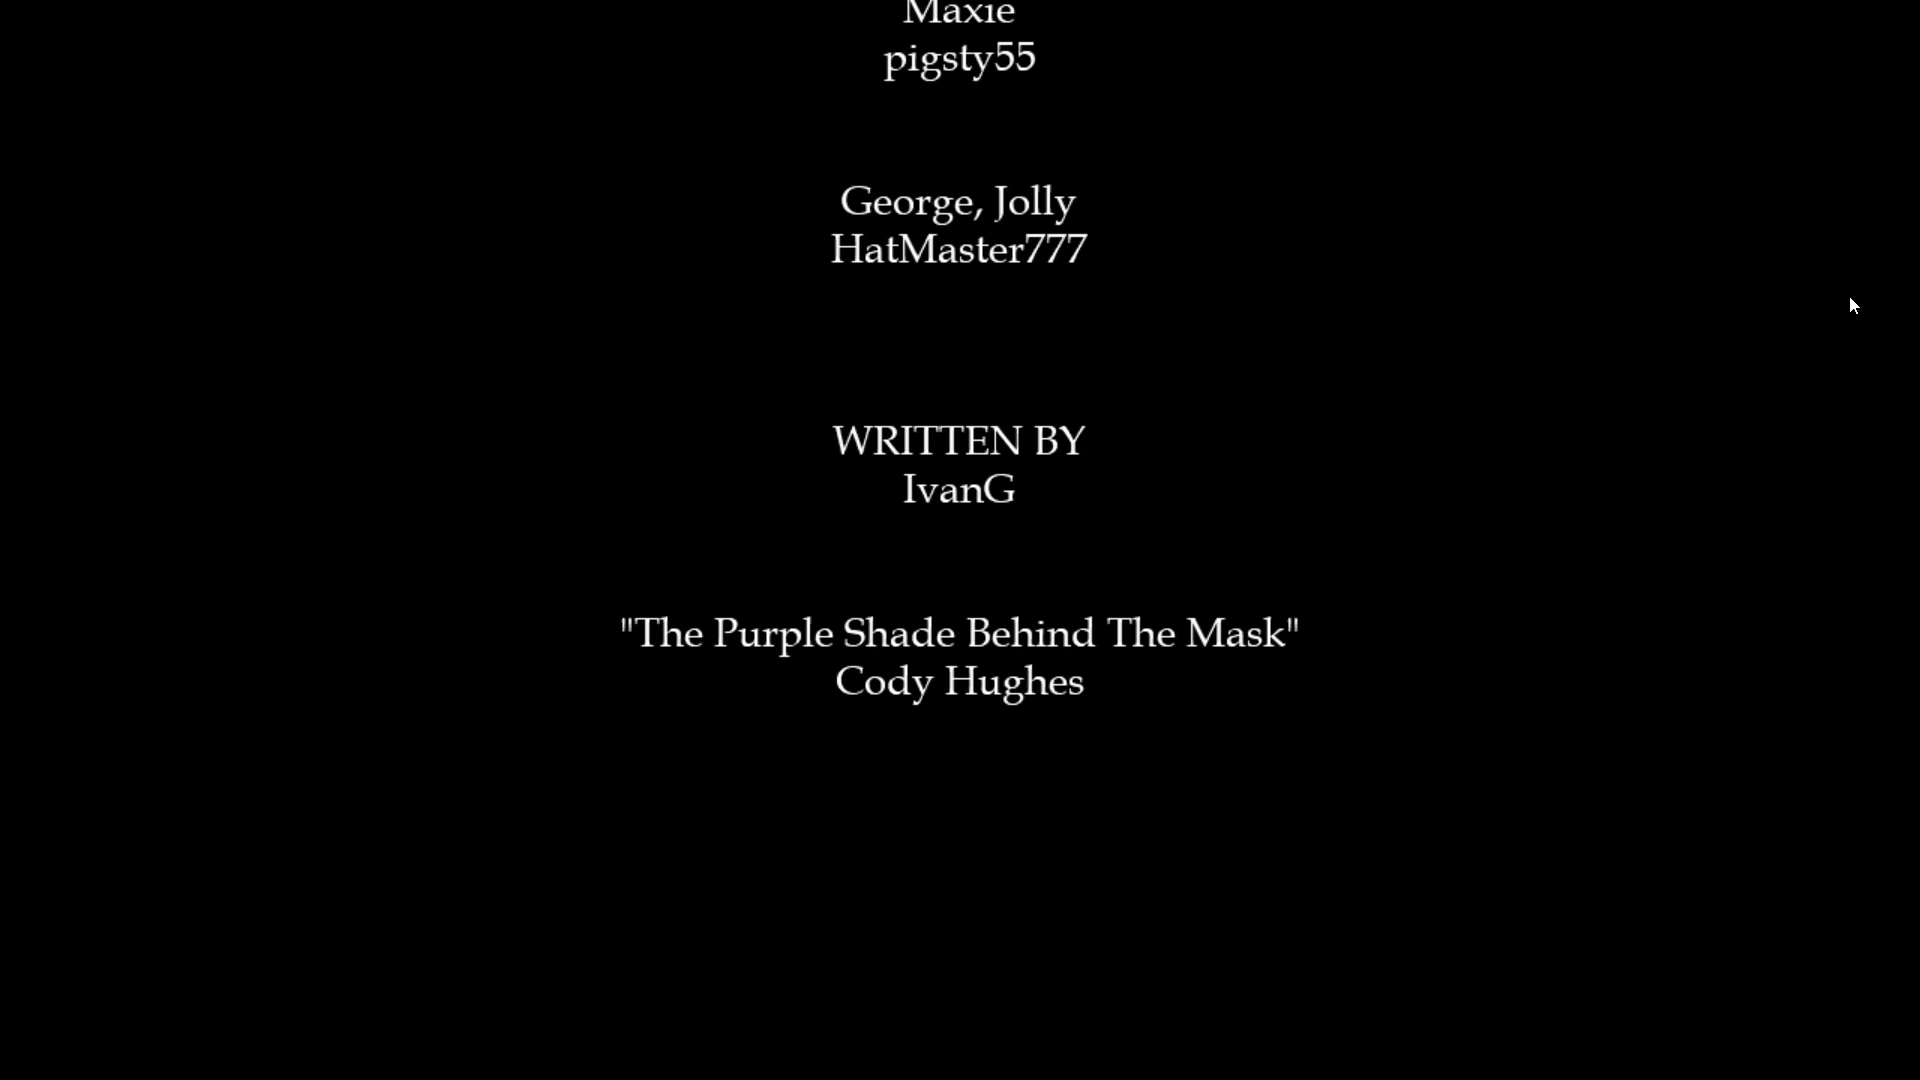 Maxie
pigsty55
George, Jolly
HatMaster777
WRITTEN BY
IvanG
"The Purple Shade Behind The Mask"
Cody Hughes